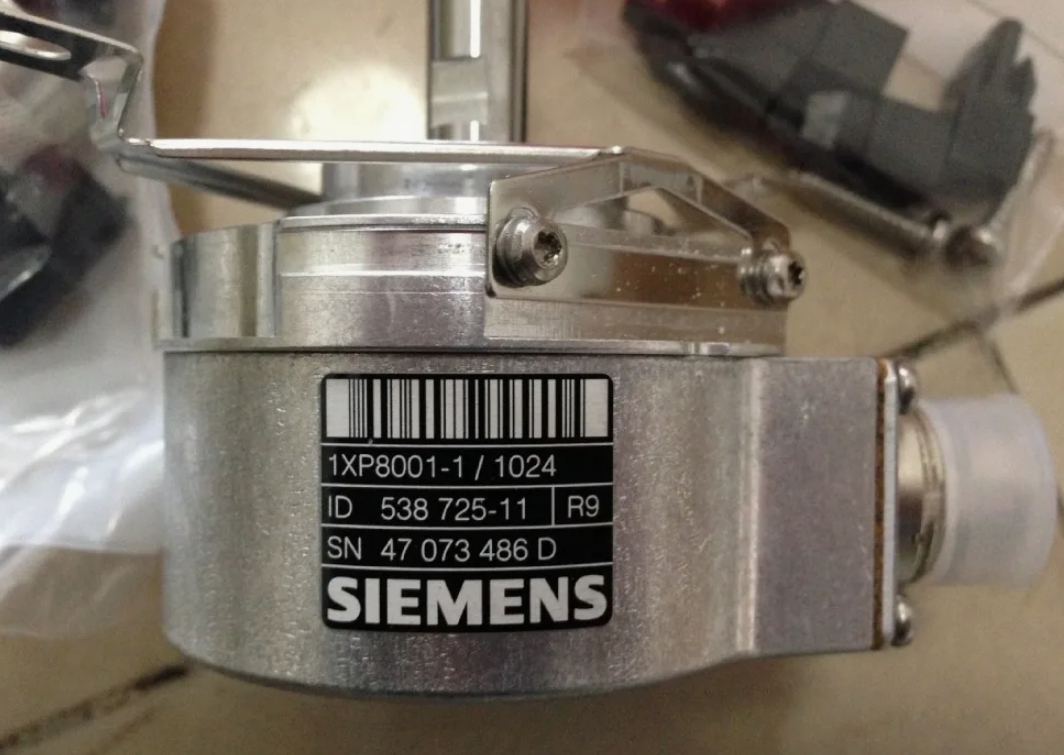 1XP8001-1 / 1024
ID 538 725-11 R9
SN 47 073 486 D
SIEMENS